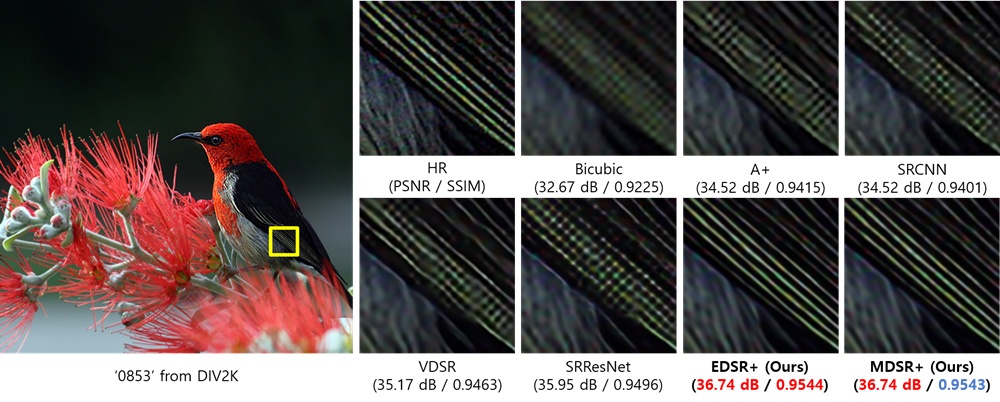 HR
(PSNR / SSIM)
Bicubic
(32.67 dB / 0.9225)
A+
(34.52 dB / 0.9415)
SRCNN
(34.52 dB / 0.9401)
VDSR
(35.17 dB / 0.9463)
SRResNet
(35.95 dB / 0.9496)
EDSR+ (Ours)
(36.74 dB / 0.9544)
MDSR+ (Ours)
(36.74 dB / 0.9543)
‘0853’ from DIV2K